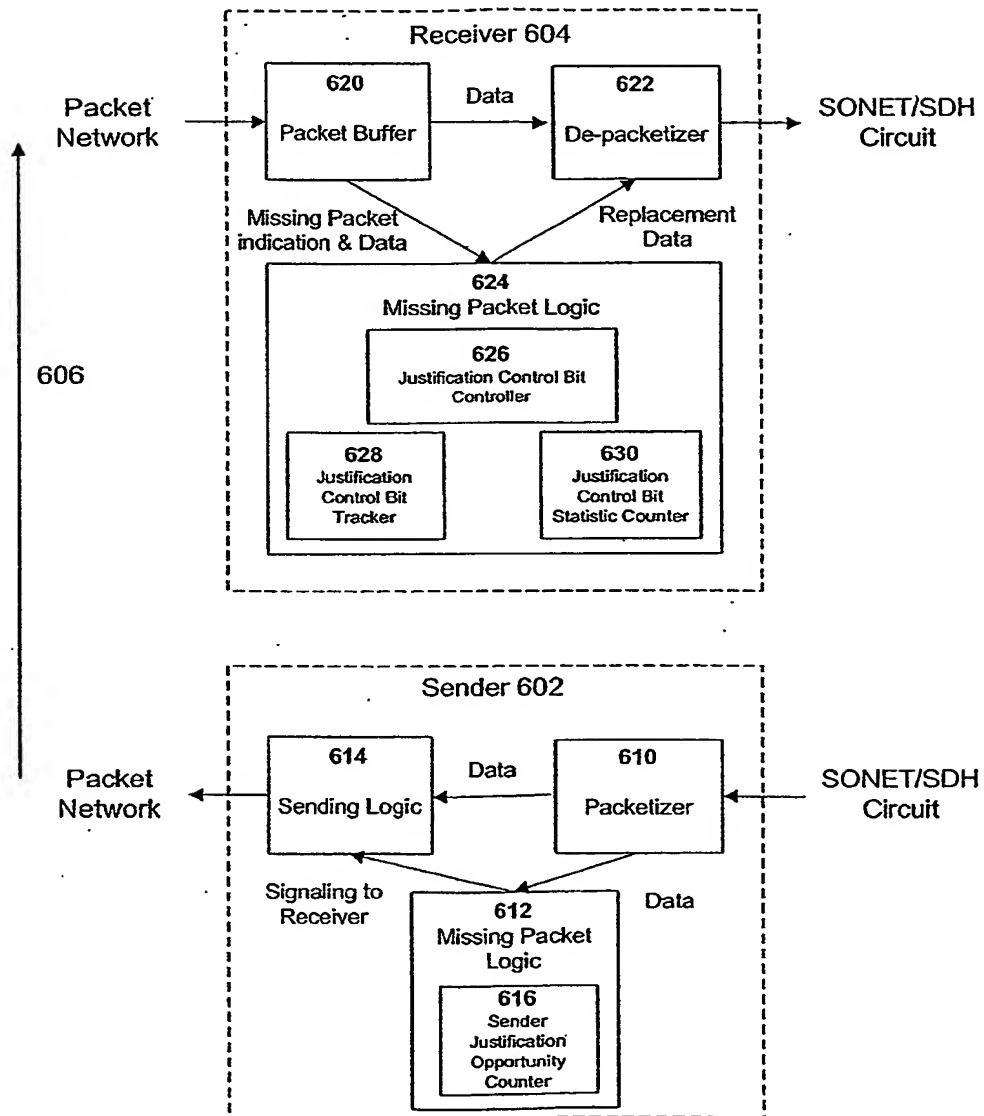 Receiver 604
Packet
Network
620
Packet Buffer
Data
622
De-packetizer
SONET/SDH
Circuit
Missing Packet
indication & Data
Replacement
Data
624
Missing Packet Logic
626
Justification Control Bit
Controller
628
Justification
Control Bit
Tracker
630
Justification
Control Bit
Statistic Counter
606
Sender 602
Packet
Network
614
Sending Logic
Data
610
Packetizer
SONET/SDH
Circuit
Signaling to
Receiver
Data
612
Missing Packet
Logic
616
Sender
Justification
Opportunity
Counter